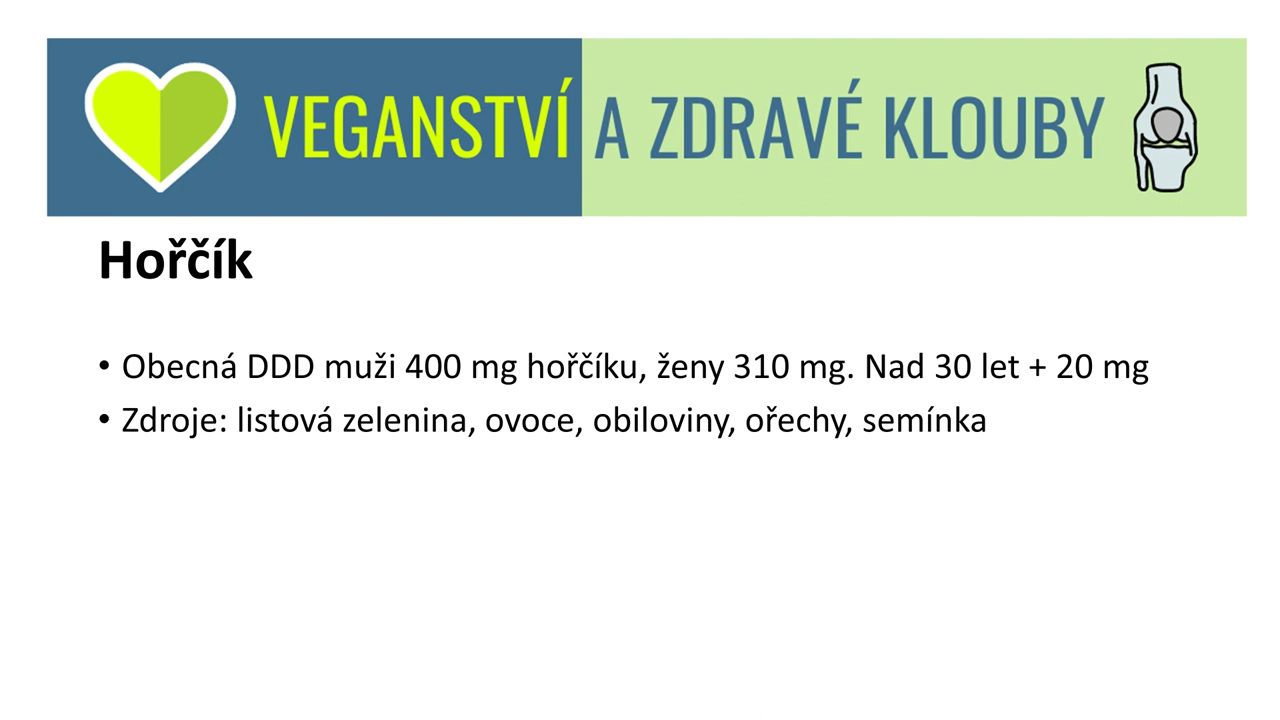 VEGANSTVÍ A ZDRAVÉ KLOUBY
Hořčík
• Obecná DDD muži 400 mg hořčíku, ženy 310 mg. Nad 30 let + 20 mg
• Zdroje: listová zelenina, ovoce, obiloviny, ořechy, semínka